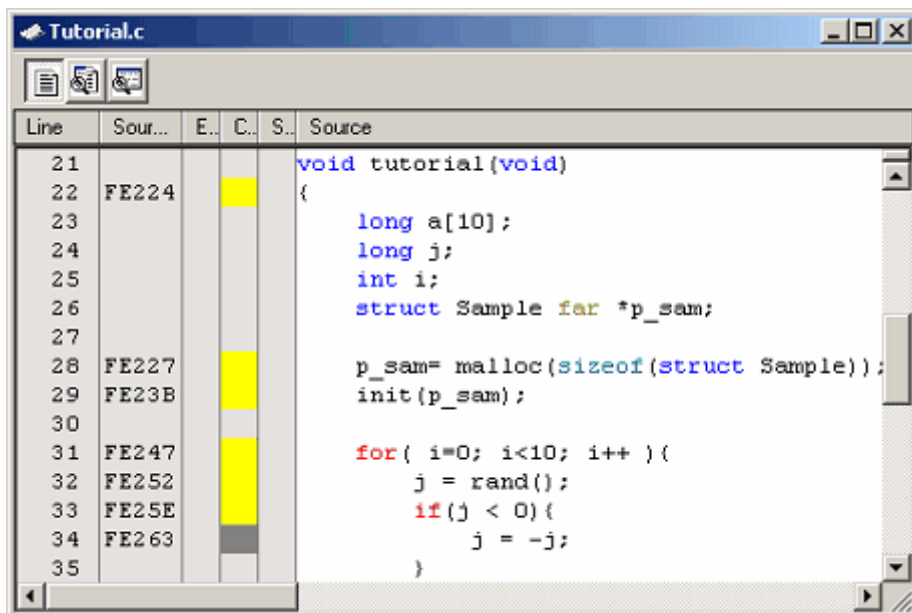 Tutorial.c
Line Sour... E.. C.. S.. Source
21 void tutorial(void)
22 FE224 {
23 long a[10];
24 long j;
25 int i;
26 struct Sample far *p_sam;
27
28 FE227 p_sam= malloc(sizeof(struct Sample));
29 FE23B init(p_sam);
30
31 FE247 for( i=0; i<10; i++ ){
32 FE252 j = rand();
33 FE25E if(j < 0){
34 FE263 j = -j;
35 }